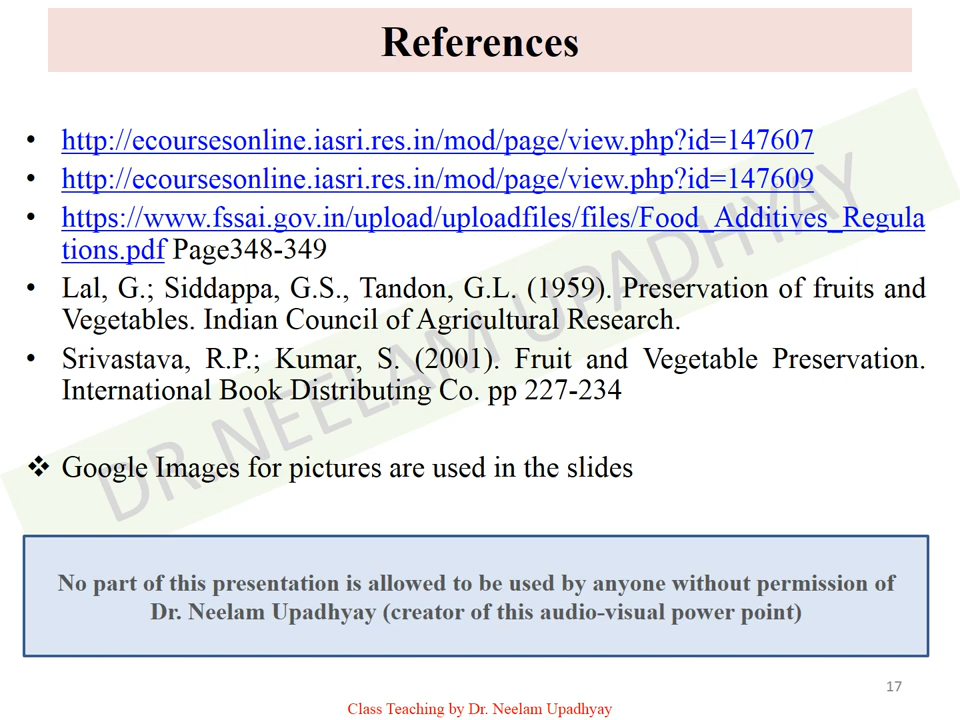 References
• http://ecoursesonline.iasri.res.in/mod/page/view.php?id=147607
• http://ecoursesonline.iasri.res.in/mod/page/view.php?id=147609
• https://www.fssai.gov.in/upload/uploadfiles/files/Food_Additives_Regula
tions.pdf Page348-349
• Lal, G.; Siddappa, G.S., Tandon, G.L. (1959). Preservation of fruits and
Vegetables. Indian Council of Agricultural Research.
• Srivastava, R.P.; Kumar, S. (2001). Fruit and Vegetable Preservation.
International Book Distributing Co. pp 227-234
❖ Google Images for pictures are used in the slides
DR.NEELAM UPADHYAY
No part of this presentation is allowed to be used by anyone without permission of
Dr. Neelam Upadhyay (creator of this audio-visual power point)
17
Class Teaching by Dr. Neelam Upadhyay